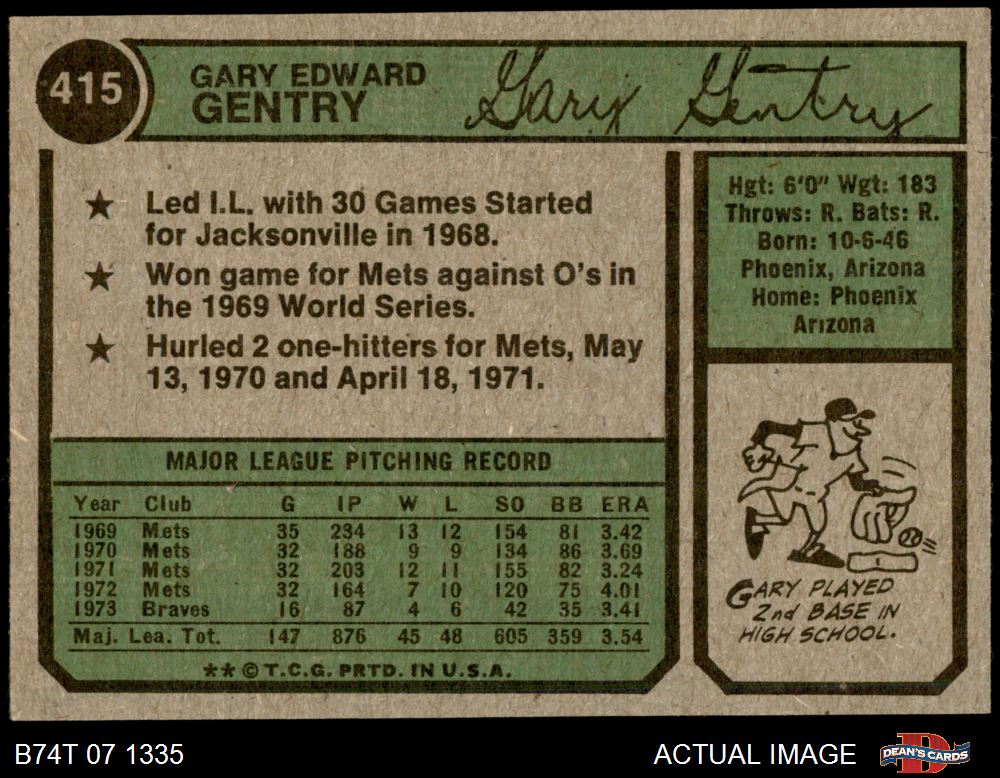 415
GARY EDWARD
GENTRY
Gary Gentry
★ Led I.L. with 30 Games Started
for Jacksonville in 1968.
★ Won game for Mets against O's in
the 1969 World Series.
★ Hurled 2 one-hitters for Mets, May
13, 1970 and April 18, 1971.
Hgt: 6'0" Wgt: 183
Throws: R. Bats: R.
Born: 10-6-46
Phoenix, Arizona
Home: Phoenix
Arizona
MAJOR LEAGUE PITCHING RECORD
Year Club G IP W L SO BB ERA
1969 Mets 35 234 13 12 154 81 3.42
1970 Mets 32 188 9 9 134 86 3.69
1971 Mets 32 203 12 11 155 82 3.24
1972 Mets 32 164 7 10 120 75 4.01
1973 Braves 16 87 4 6 42 35 3.41
Maj. Lea. Tot. 147 876 45 48 605 359 3.54
** © T.C.G. PRTD. IN U.S.A.
GARY PLAYED
2nd BASE IN
HIGH SCHOOL.
B74T 07 1335
ACTUAL IMAGE
D
DEAN'S CARDS